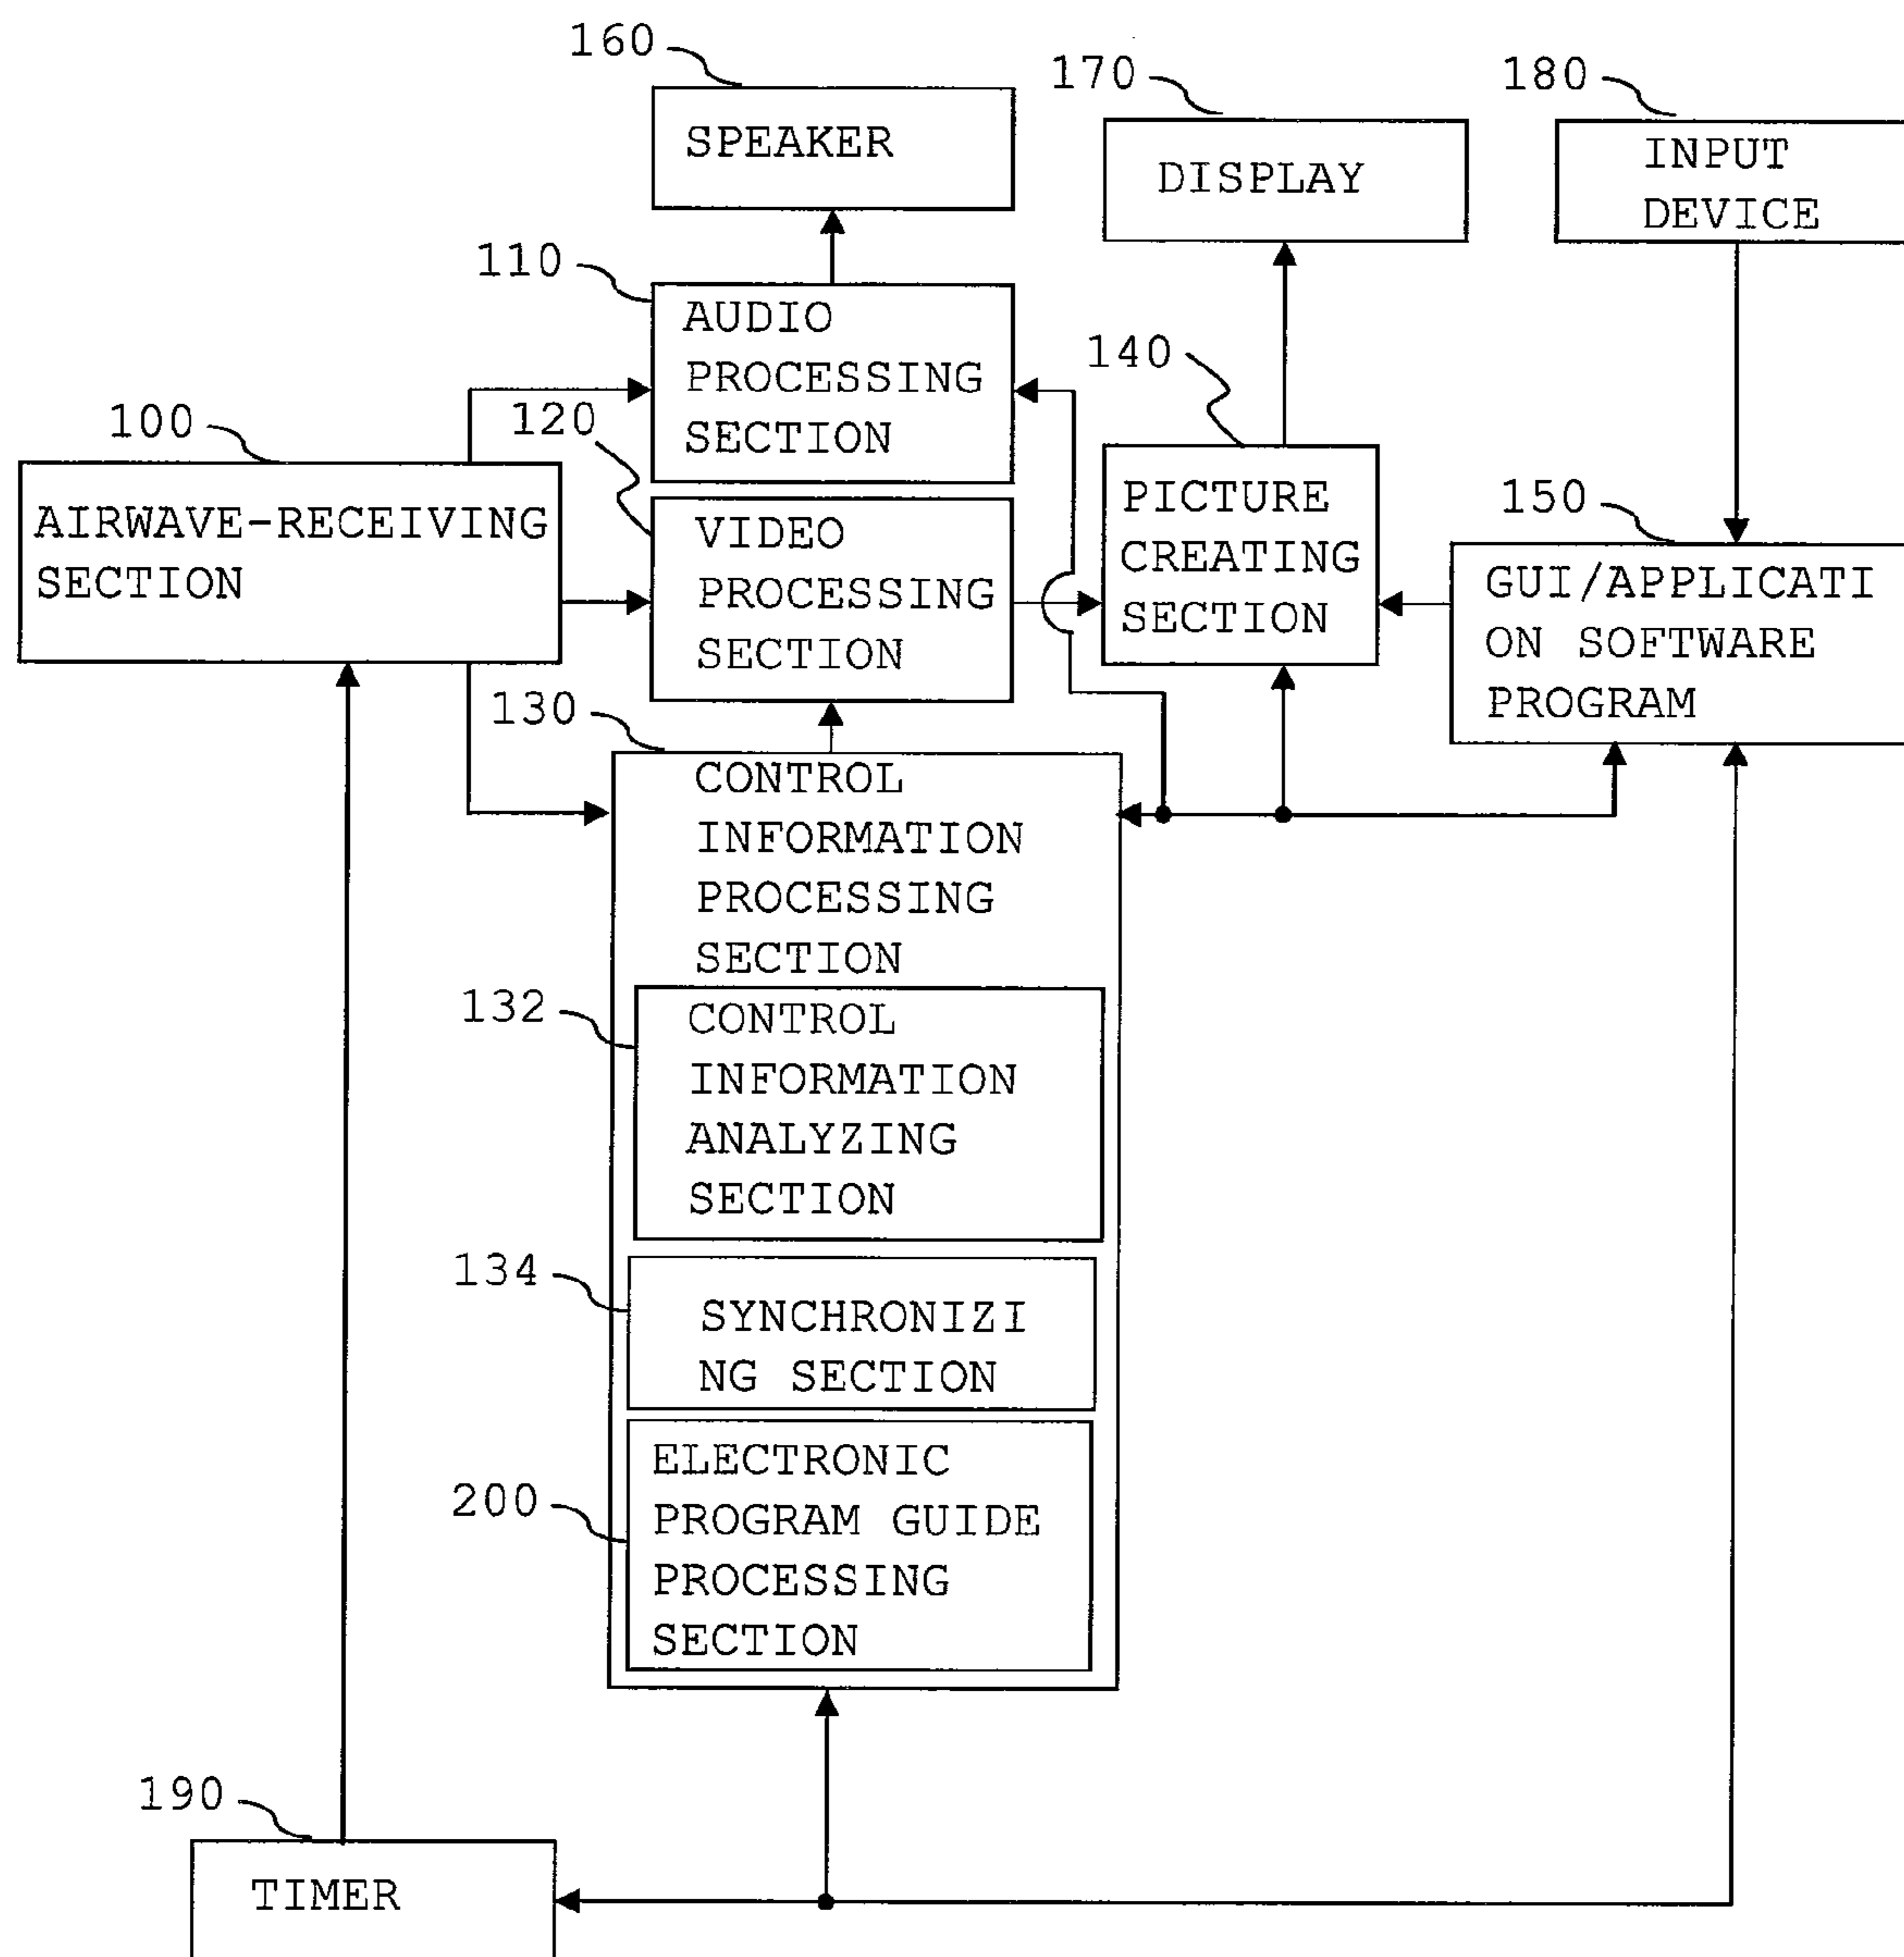 160
SPEAKER
170
DISPLAY
180
INPUT
DEVICE
110
AUDIO
PROCESSING
SECTION
120
VIDEO
PROCESSING
SECTION
100
AIRWAVE-RECEIVING
SECTION
140
PICTURE
CREATING
SECTION
150
GUI/APPLICATI
ON SOFTWARE
PROGRAM
130
CONTROL
INFORMATION
PROCESSING
SECTION
132
CONTROL
INFORMATION
ANALYZING
SECTION
134
SYNCHRONIZI
NG SECTION
200
ELECTRONIC
PROGRAM GUIDE
PROCESSING
SECTION
190
TIMER